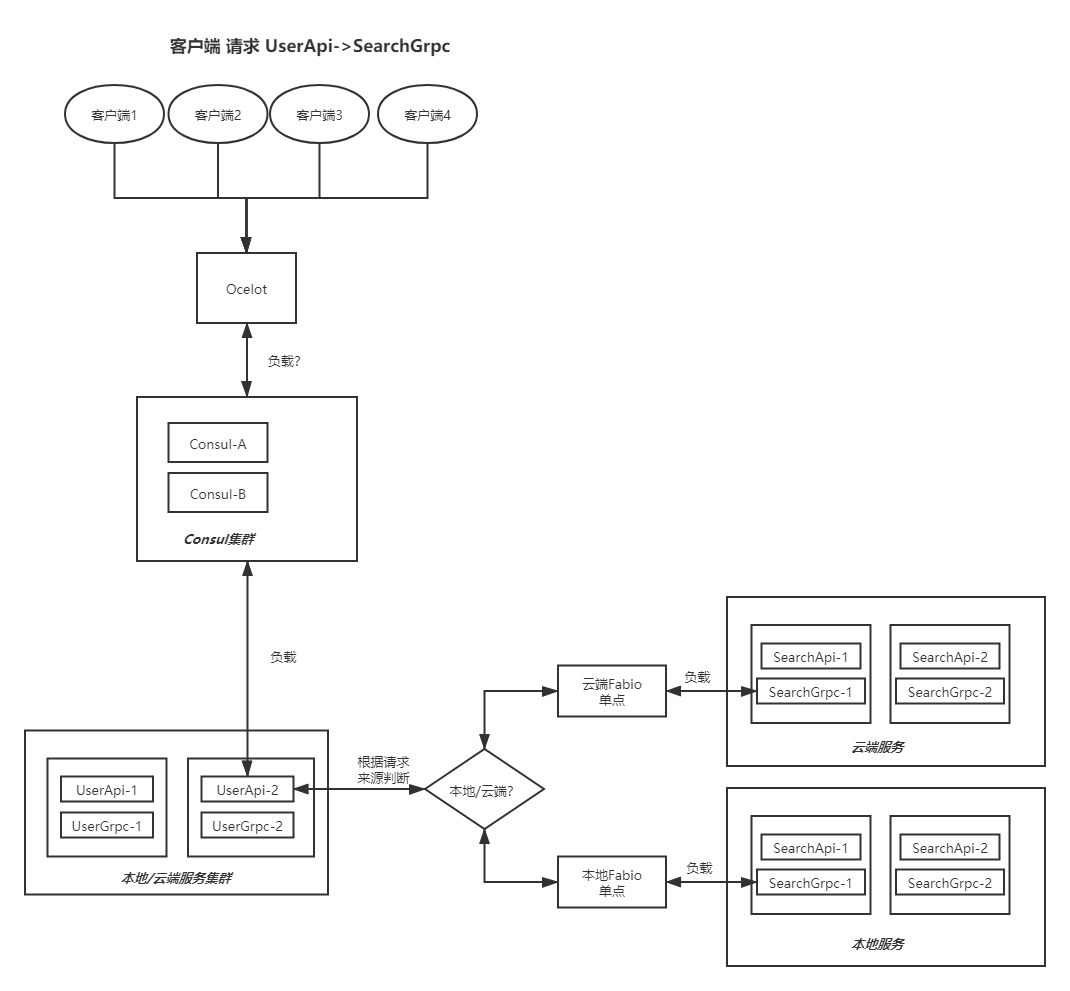 客户端 请求 UserApi->SearchGrpc
客户端1
客户端2
客户端3
客户端4
Ocelot
负载?
Consul-A
Consul-B
Consul集群
负载
UserApi-1
UserGrpc-1
UserApi-2
UserGrpc-2
本地/云端服务集群
根据请求
来源判断
本地/云端?
云端Fabio
单点
负载
SearchApi-1
SearchGrpc-1
SearchApi-2
SearchGrpc-2
云端服务
本地Fabio
单点
负载
SearchApi-1
SearchGrpc-1
SearchApi-2
SearchGrpc-2
本地服务